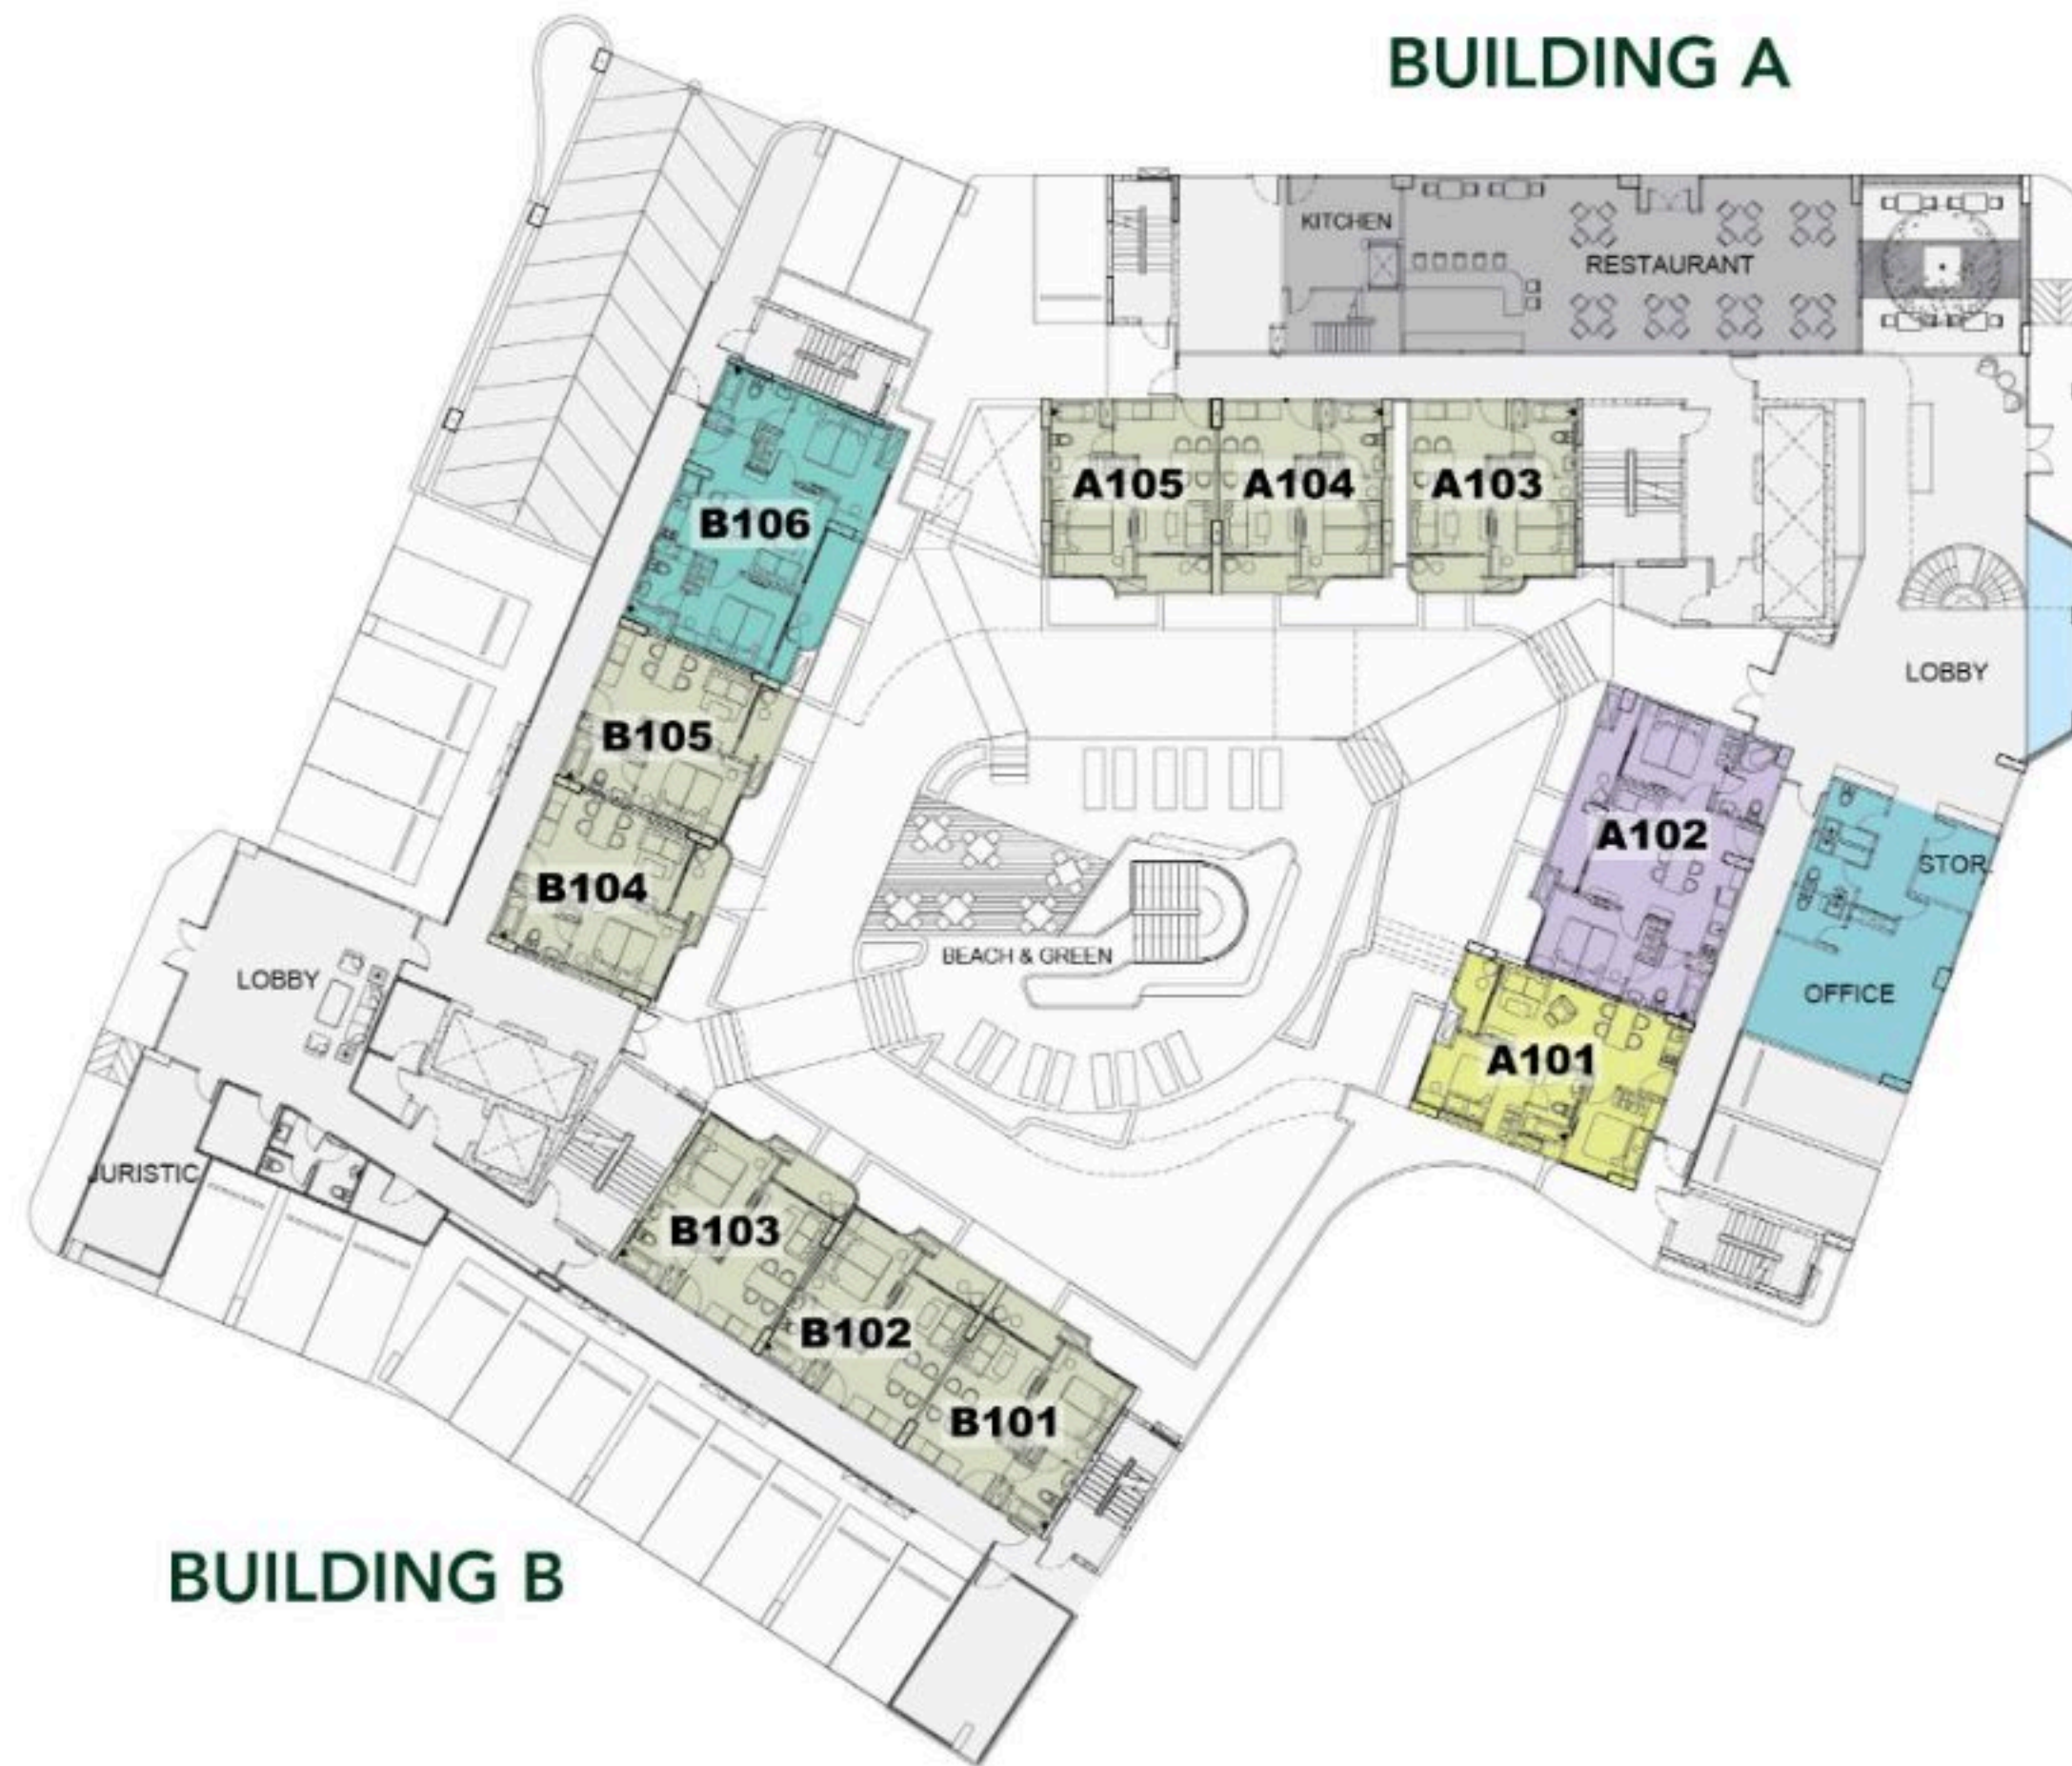 BUILDING A
KITCHEN
RESTAURANT
A105
A104
A103
B106
LOBBY
B105
A102
STOR.
B104
BEACH & GREEN
LOBBY
OFFICE
A101
JURISTIC
B103
B102
B101
BUILDING B